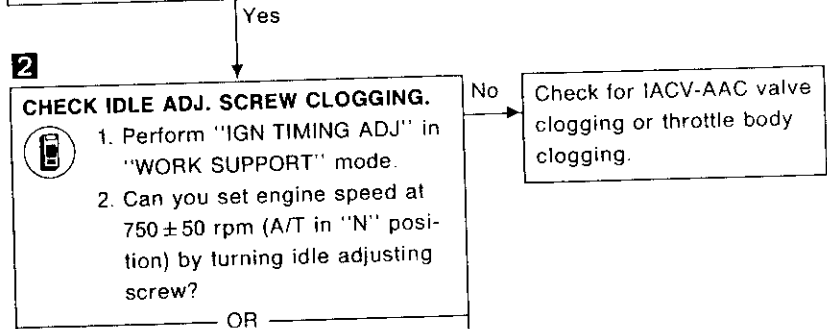 Yes
2
CHECK IDLE ADJ. SCREW CLOGGING.
1. Perform "IGN TIMING ADJ" in
"WORK SUPPORT" mode.
2. Can you set engine speed at
750 ± 50 rpm (A/T in "N" posi-
tion) by turning idle adjusting
screw?
OR
No
Check for IACV-AAC valve
clogging or throttle body
clogging.